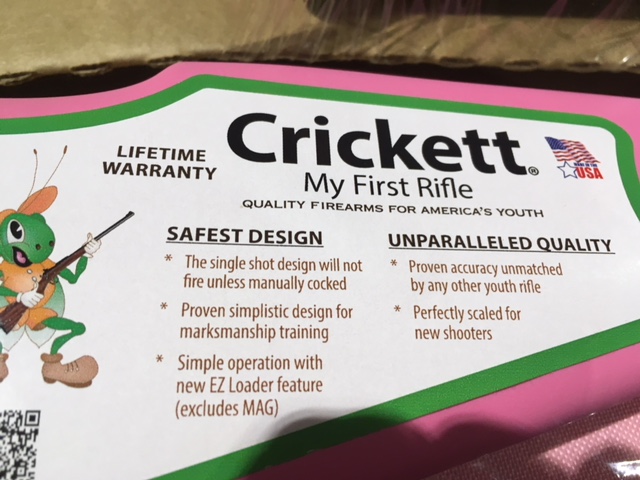 LIFETIME
WARRANTY
Crickett®
My First Rifle
QUALITY FIREARMS FOR AMERICA'S YOUTH
MADE IN THE
USA
SAFEST DESIGN
* The single shot design will not
fire unless manually cocked
* Proven simplistic design for
marksmanship training
* Simple operation with
new EZ Loader feature
(excludes MAG)
UNPARALLELED QUALITY
* Proven accuracy unmatched
by any other youth rifle
* Perfectly scaled for
new shooters